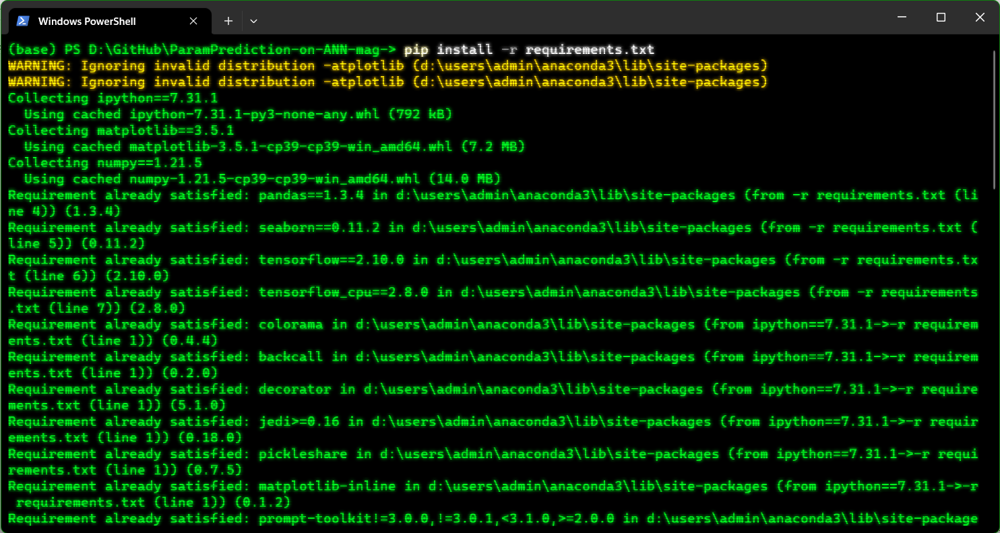 Windows PowerShell
(base) PS D:\GitHub\ParamPrediction-on-ANN-mag-> pip install -r requirements.txt
WARNING: Ignoring invalid distribution -atplotlib (d:\users\admin\anaconda3\lib\site-packages)
WARNING: Ignoring invalid distribution -atplotlib (d:\users\admin\anaconda3\lib\site-packages)
Collecting ipython==7.31.1
  Using cached ipython-7.31.1-py3-none-any.whl (792 kB)
Collecting matplotlib==3.5.1
  Using cached matplotlib-3.5.1-cp39-cp39-win_amd64.whl (7.2 MB)
Collecting numpy==1.21.5
  Using cached numpy-1.21.5-cp39-cp39-win_amd64.whl (14.0 MB)
Requirement already satisfied: pandas==1.3.4 in d:\users\admin\anaconda3\lib\site-packages (from -r requirements.txt (li
ne 4)) (1.3.4)
Requirement already satisfied: seaborn==0.11.2 in d:\users\admin\anaconda3\lib\site-packages (from -r requirements.txt (
line 5)) (0.11.2)
Requirement already satisfied: tensorflow==2.10.0 in d:\users\admin\anaconda3\lib\site-packages (from -r requirements.tx
t (line 6)) (2.10.0)
Requirement already satisfied: tensorflow_cpu==2.8.0 in d:\users\admin\anaconda3\lib\site-packages (from -r requirements
.txt (line 7)) (2.8.0)
Requirement already satisfied: colorama in d:\users\admin\anaconda3\lib\site-packages (from ipython==7.31.1->-r requirem
ents.txt (line 1)) (0.4.4)
Requirement already satisfied: backcall in d:\users\admin\anaconda3\lib\site-packages (from ipython==7.31.1->-r requirem
ents.txt (line 1)) (0.2.0)
Requirement already satisfied: decorator in d:\users\admin\anaconda3\lib\site-packages (from ipython==7.31.1->-r require
ments.txt (line 1)) (5.1.0)
Requirement already satisfied: jedi>=0.16 in d:\users\admin\anaconda3\lib\site-packages (from ipython==7.31.1->-r requir
ements.txt (line 1)) (0.18.0)
Requirement already satisfied: pickleshare in d:\users\admin\anaconda3\lib\site-packages (from ipython==7.31.1->-r requi
rements.txt (line 1)) (0.7.5)
Requirement already satisfied: matplotlib-inline in d:\users\admin\anaconda3\lib\site-packages (from ipython==7.31.1->-r
 requirements.txt (line 1)) (0.1.2)
Requirement already satisfied: prompt-toolkit!=3.0.0,!=3.0.1,<3.1.0,>=2.0.0 in d:\users\admin\anaconda3\lib\site-package